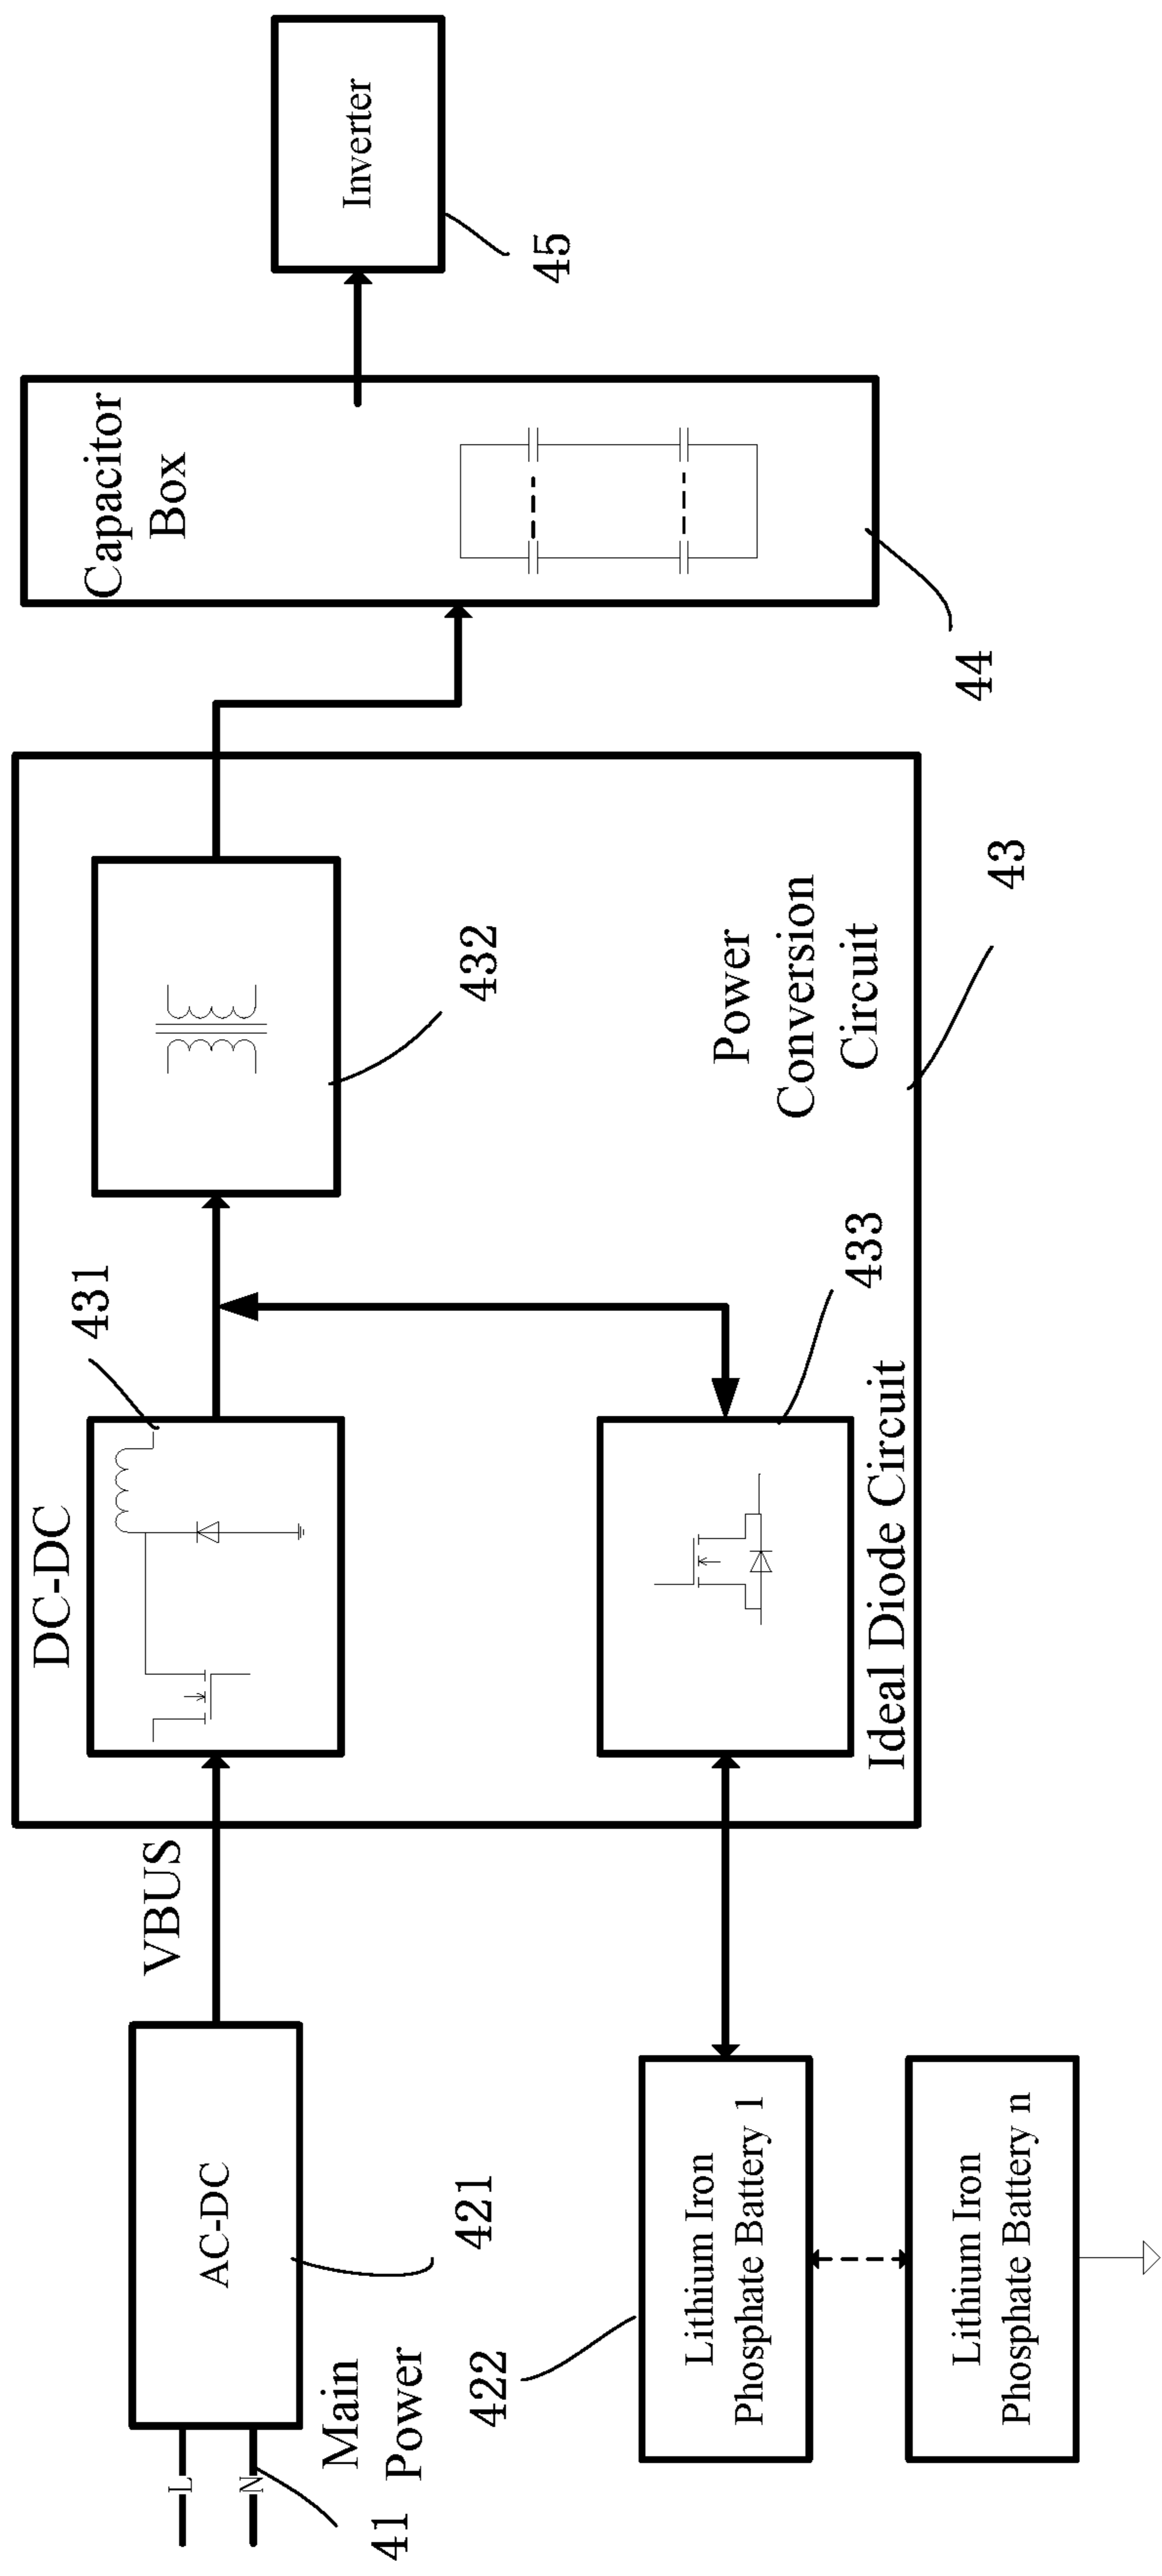 L
N
41
Main
Power
AC-DC
421
VBUS
422
Lithium Iron
Phosphate Battery 1
Lithium Iron
Phosphate Battery n
DC-DC
431
432
433
Ideal Diode Circuit
Power
Conversion
Circuit
43
Capacitor
Box
44
Inverter
45